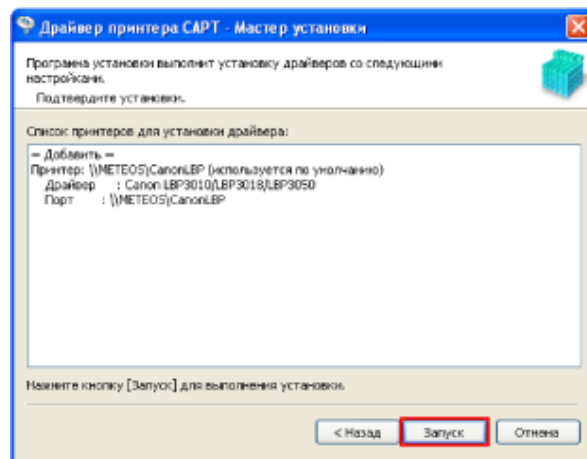 Драйвер принтера CAPT - Мастер установки
Программа установки выполнит установку драйверов со следующими
настройками.
Подтвердите установки.
Список принтеров для установки драйвера:
— Добавить —
Принтер: \\METEOS\CanonLBP (используется по умолчанию)
Драйвер : Canon LBP3010/LBP3018/LBP3050
Порт : \\METEOS\CanonLBP
Нажмите кнопку [Запуск] для выполнения установки.
< Назад Запуск Отмена